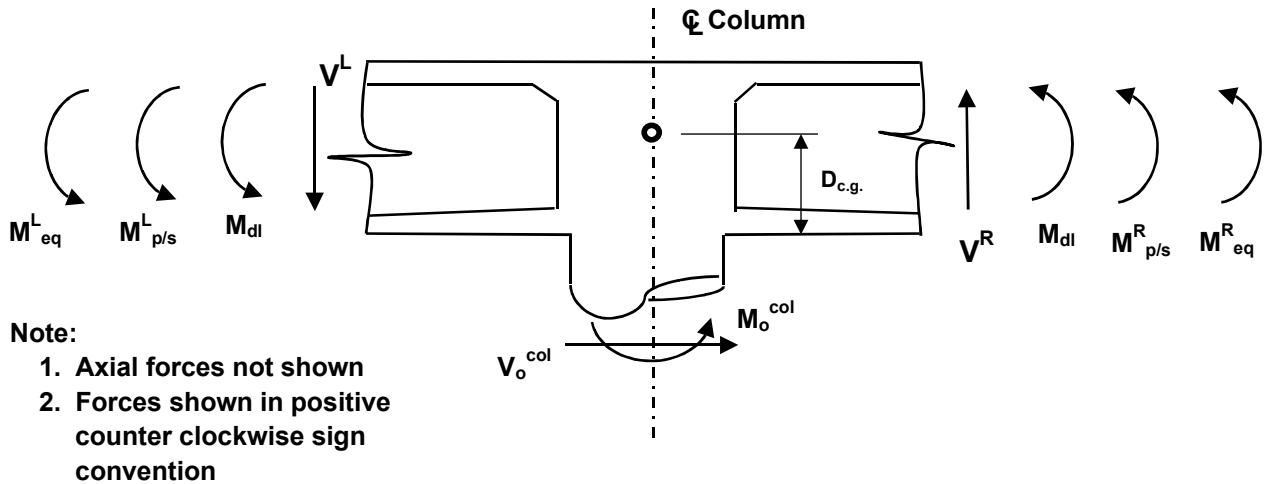 ℄ Column
V^L
D_c.g.
M^L_eq
M^L_p/s
M_dl
V^R
M_dl
M^R_p/s
M^R_eq
M_o^col
V_o^col
Note:
1. Axial forces not shown
2. Forces shown in positive
counter clockwise sign
convention